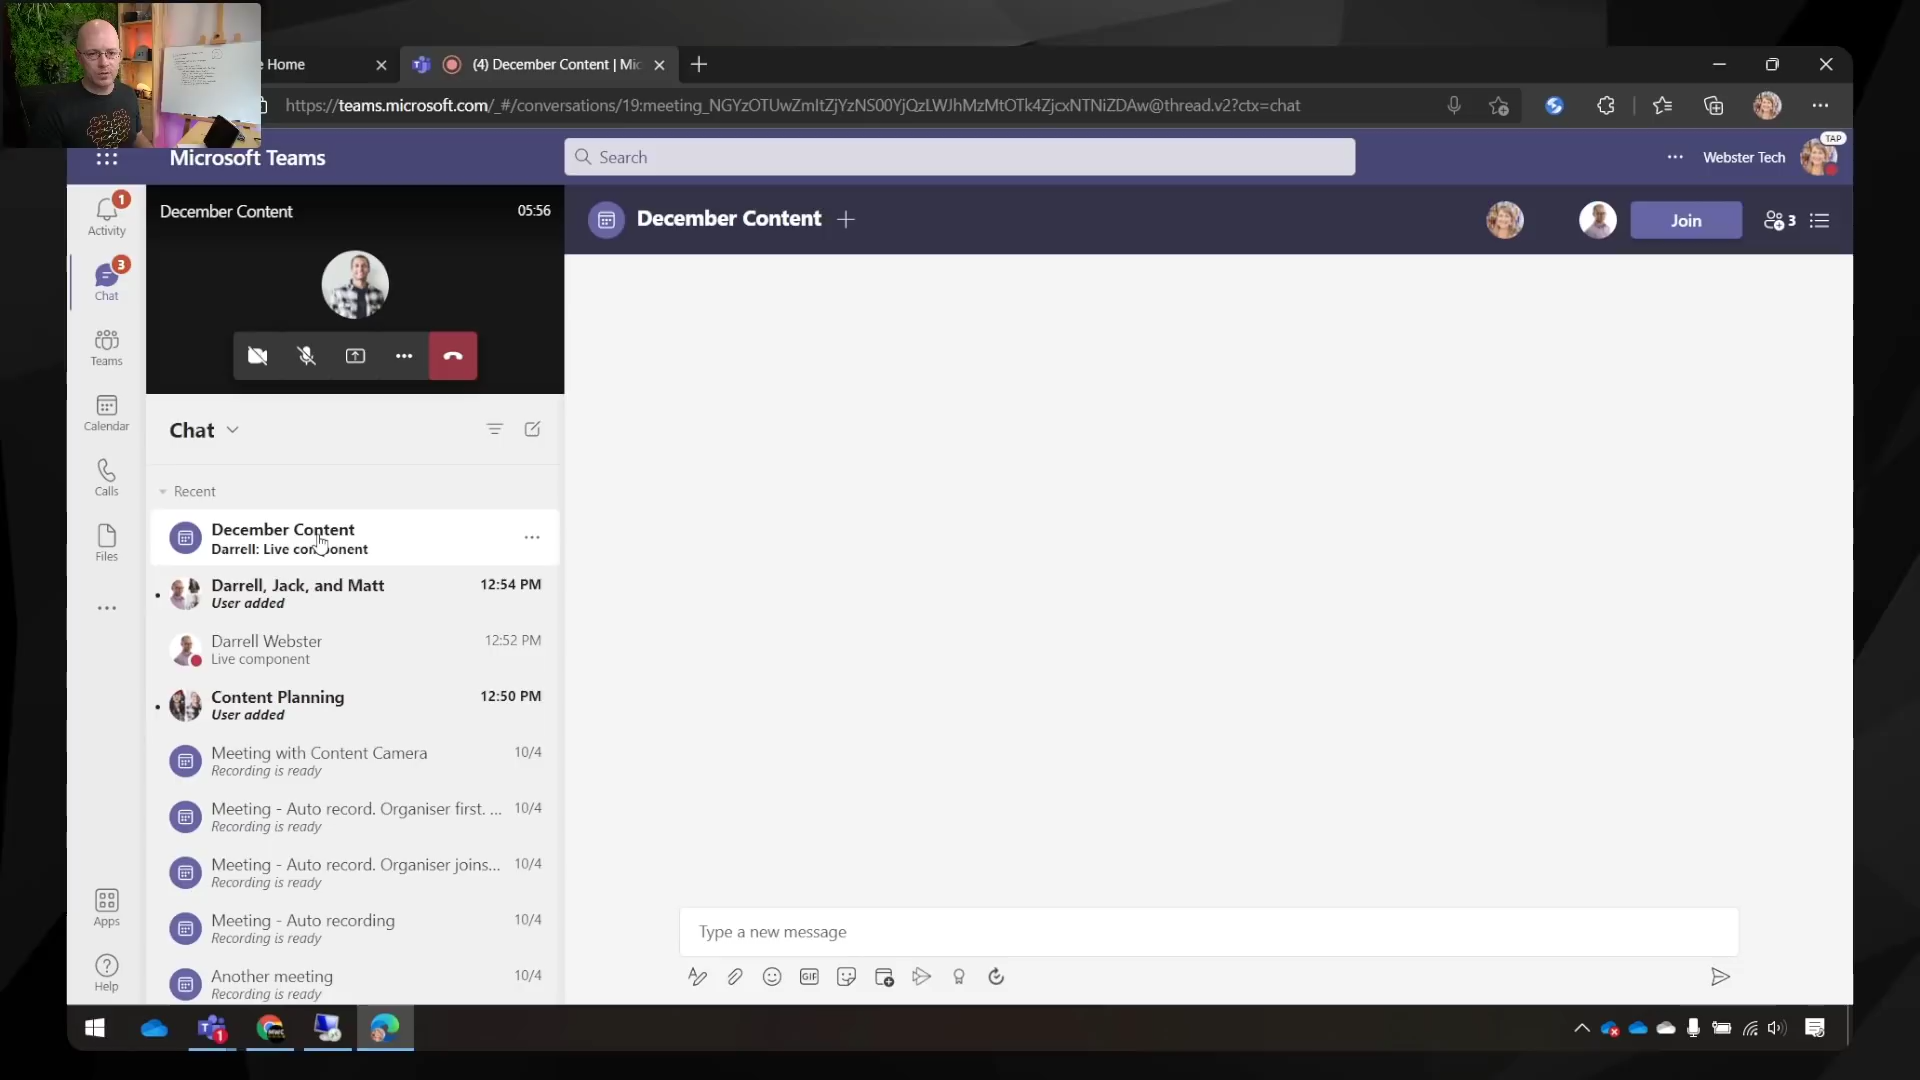 e Home
(4) December Content | Mic
https://teams.microsoft.com/_#/conversations/19:meeting_NGYzOTUwZmItZjYzNS00YjQzLWJhMzMtOTk4ZjcxNTNiZDAw@thread.v2?ctx=chat
Microsoft Teams
Search
Webster Tech
TAP
1
Activity
3
Chat
Teams
Calendar
Calls
Files
Apps
Help
December Content
05:56
December Content
Join
3
Chat
Recent
December Content
Darrell: Live component
Darrell, Jack, and Matt
12:54 PM
User added
Darrell Webster
12:52 PM
Live component
Content Planning
12:50 PM
User added
Meeting with Content Camera
10/4
Recording is ready
Meeting - Auto record. Organiser first. ...
10/4
Recording is ready
Meeting - Auto record. Organiser joins...
10/4
Recording is ready
Meeting - Auto recording
10/4
Recording is ready
Another meeting
10/4
Recording is ready
Type a new message
GIF
MWC
1